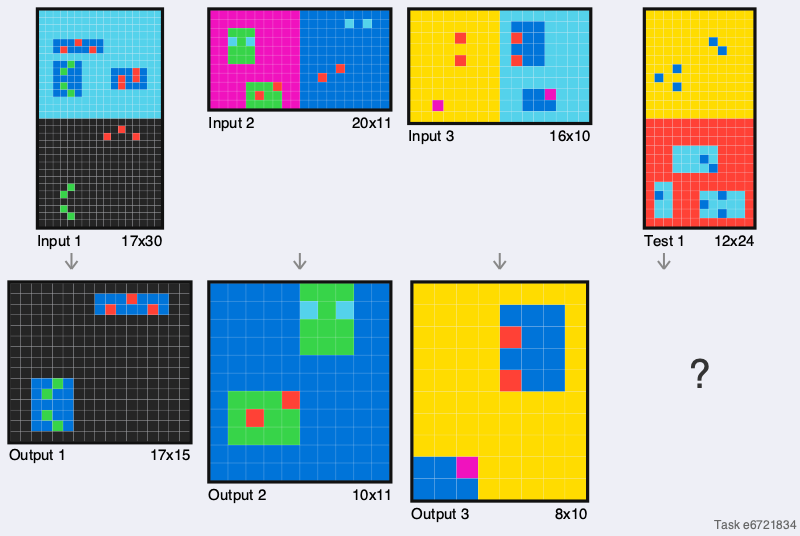 Input 1 17x30
Input 2 20x11
Input 3 16x10
Test 1 12x24
Output 1 17x15
Output 2 10x11
Output 3 8x10
?
Task e6721834